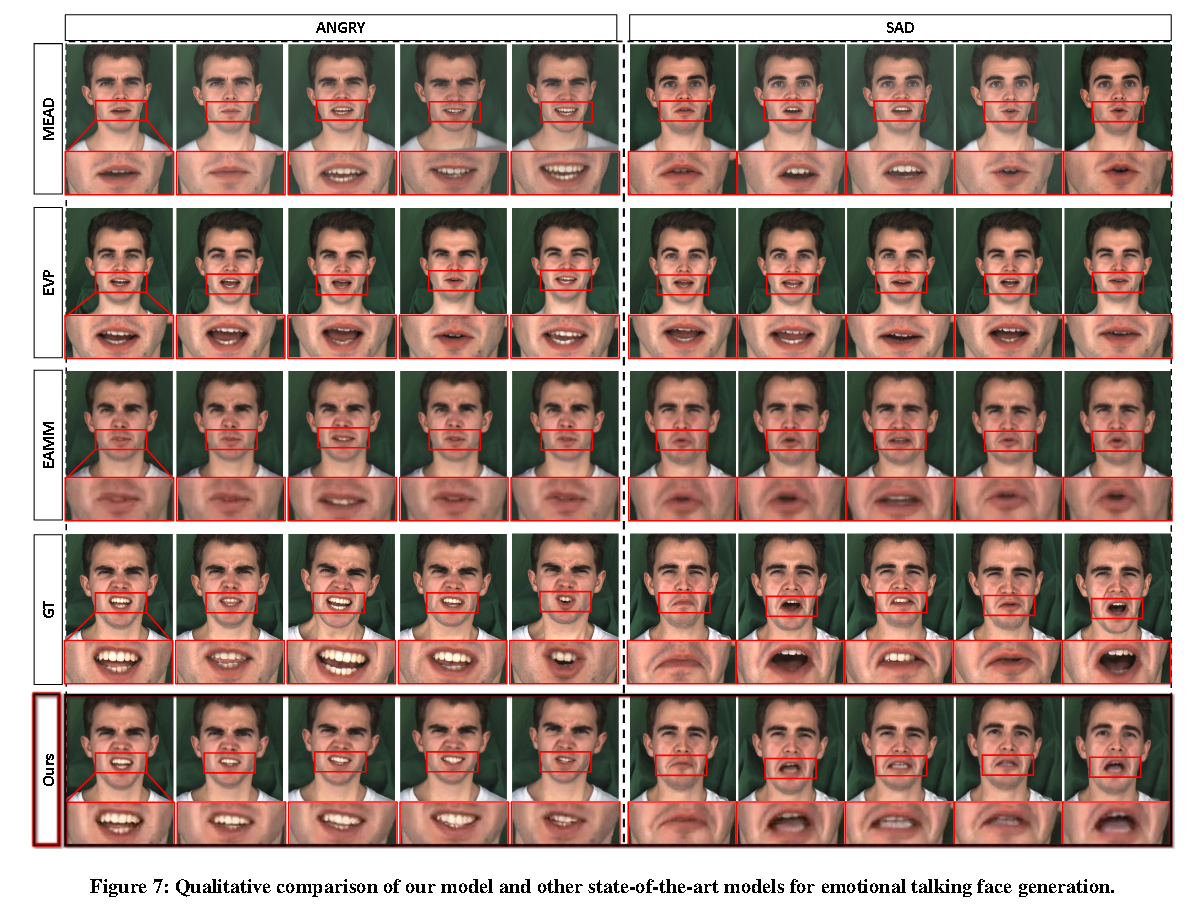 ANGRY
SAD
MEAD
EVP
EAMM
GT
Ours
Figure 7: Qualitative comparison of our model and other state-of-the-art models for emotional talking face generation.